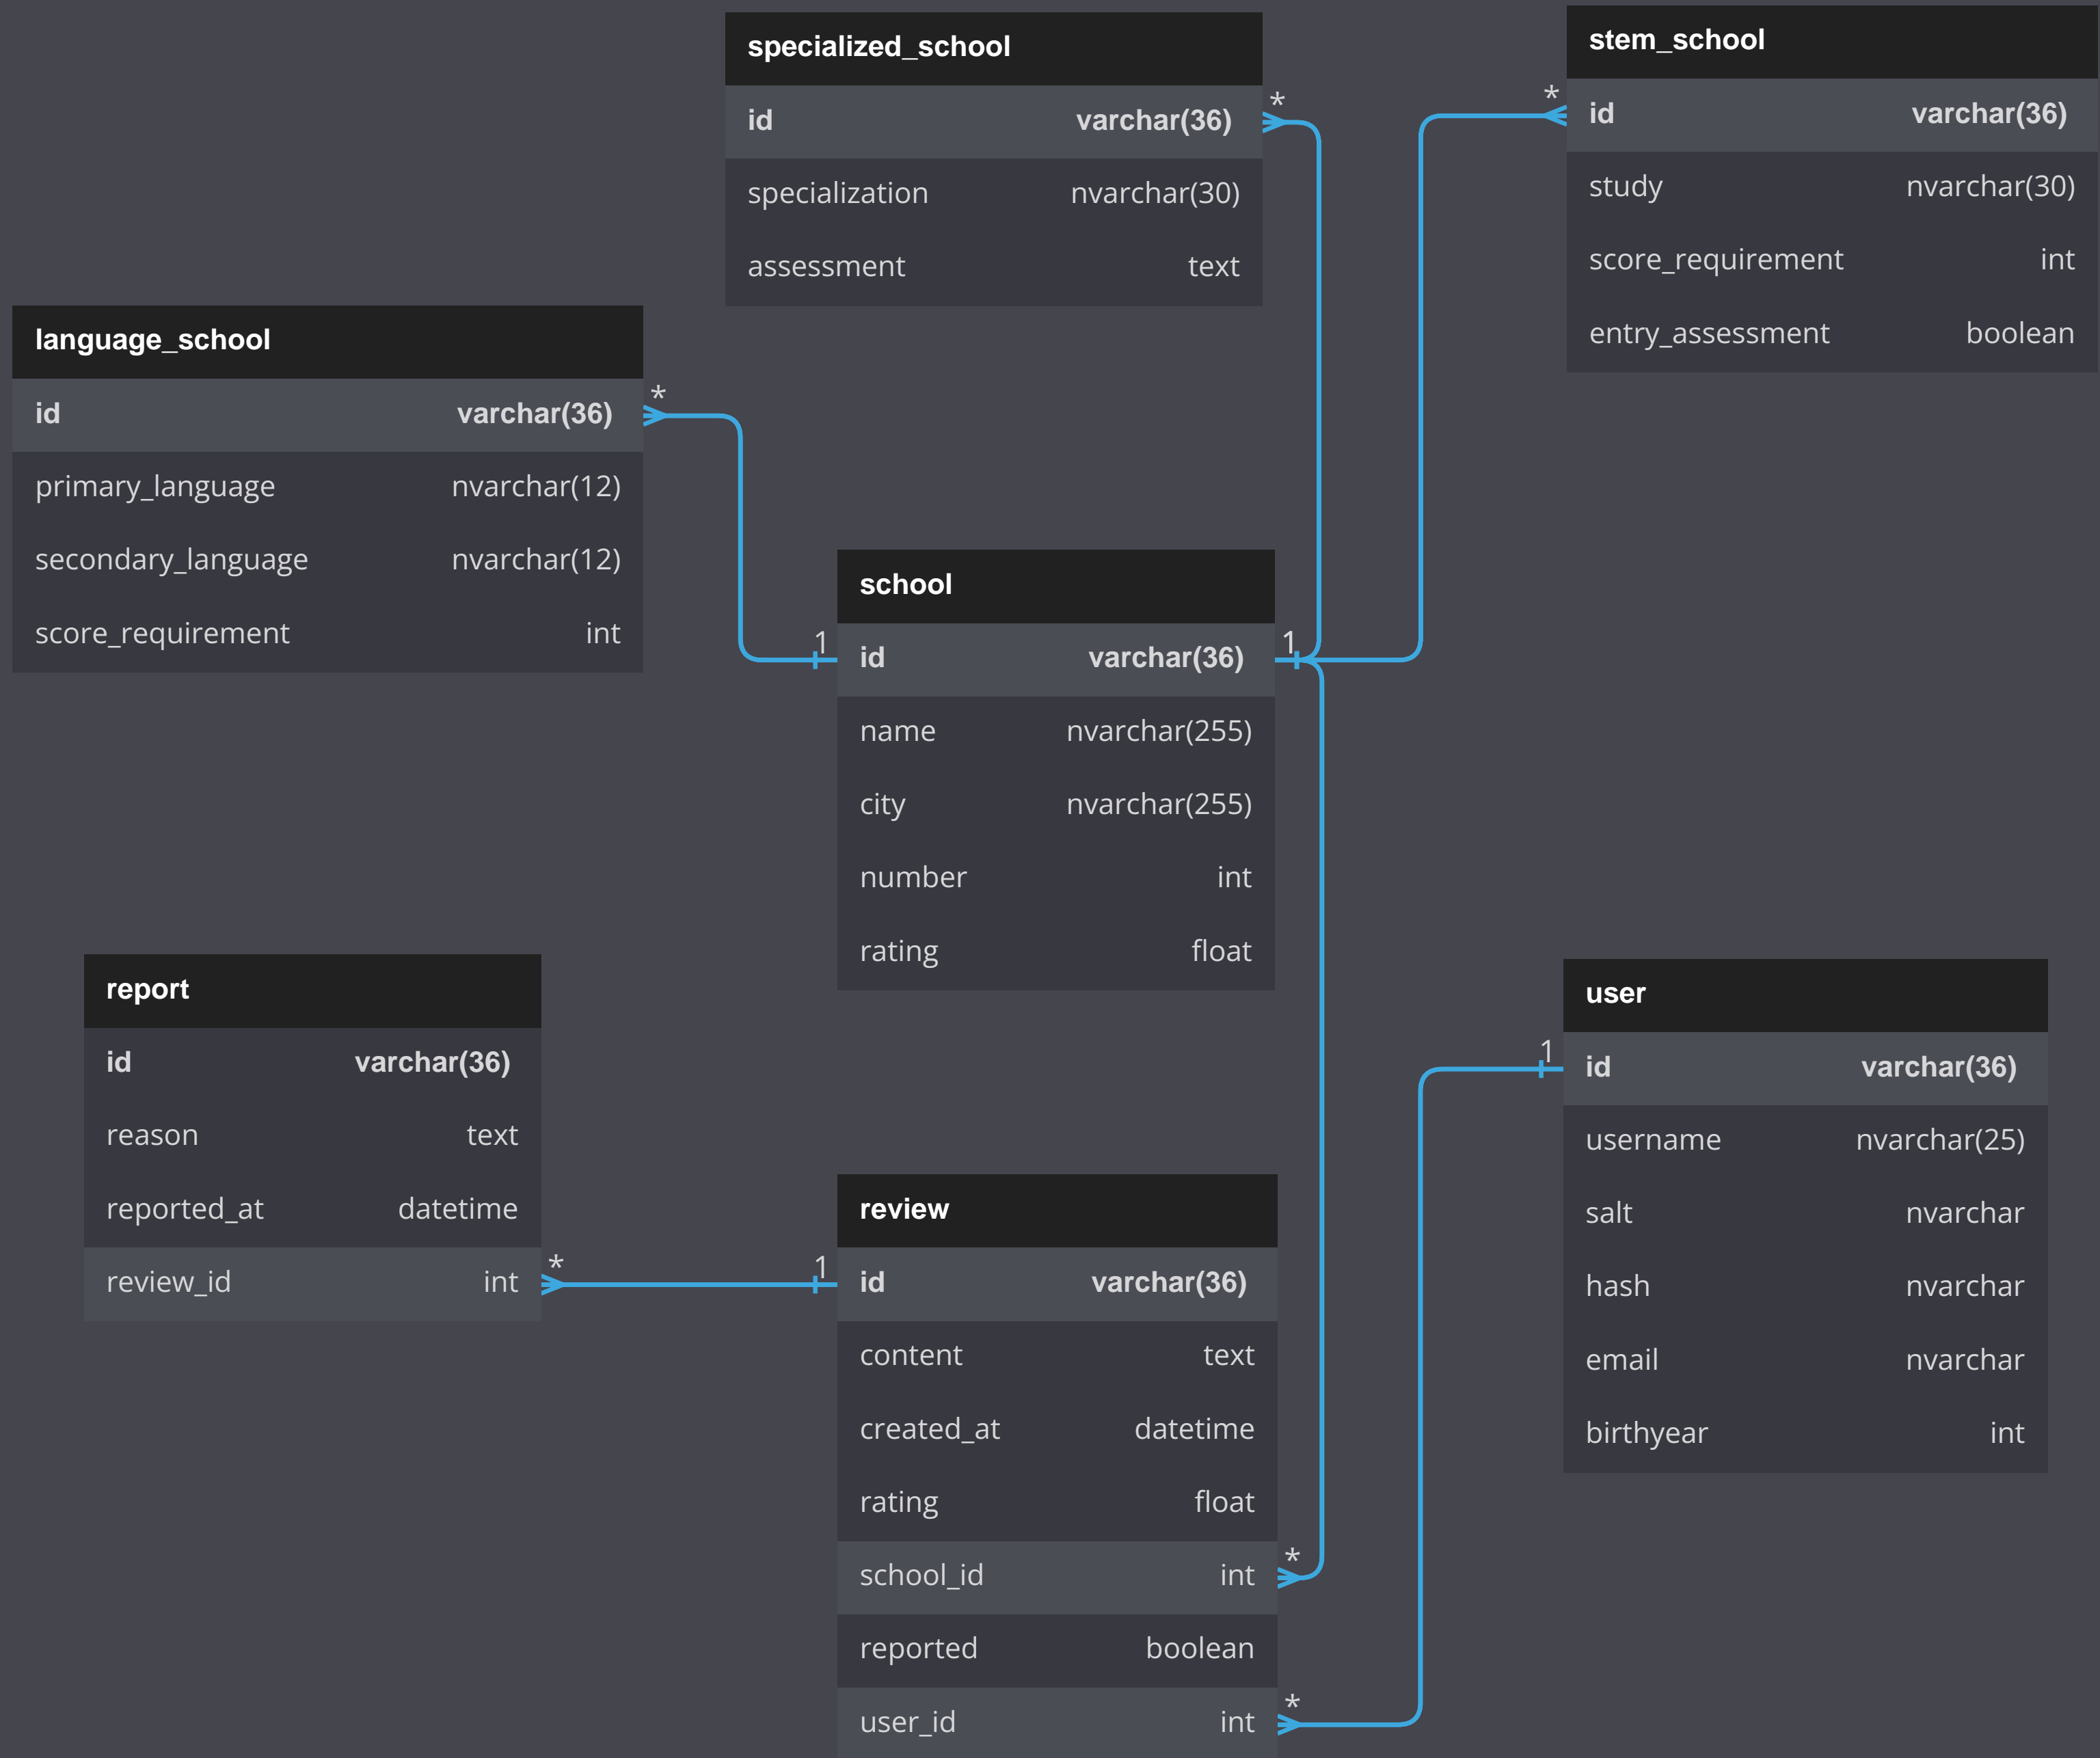 specialized_school
id varchar(36)
specialization nvarchar(30)
assessment text
stem_school
id varchar(36)
study nvarchar(30)
score_requirement int
entry_assessment boolean
language_school
id varchar(36)
primary_language nvarchar(12)
secondary_language nvarchar(12)
score_requirement int
school
id varchar(36)
name nvarchar(255)
city nvarchar(255)
number int
rating float
report
id varchar(36)
reason text
reported_at datetime
review_id int
user
id varchar(36)
username nvarchar(25)
salt nvarchar
hash nvarchar
email nvarchar
birthyear int
review
id varchar(36)
content text
created_at datetime
rating float
school_id int
reported boolean
user_id int
*
*
*
1
1
*
1
1
*
*